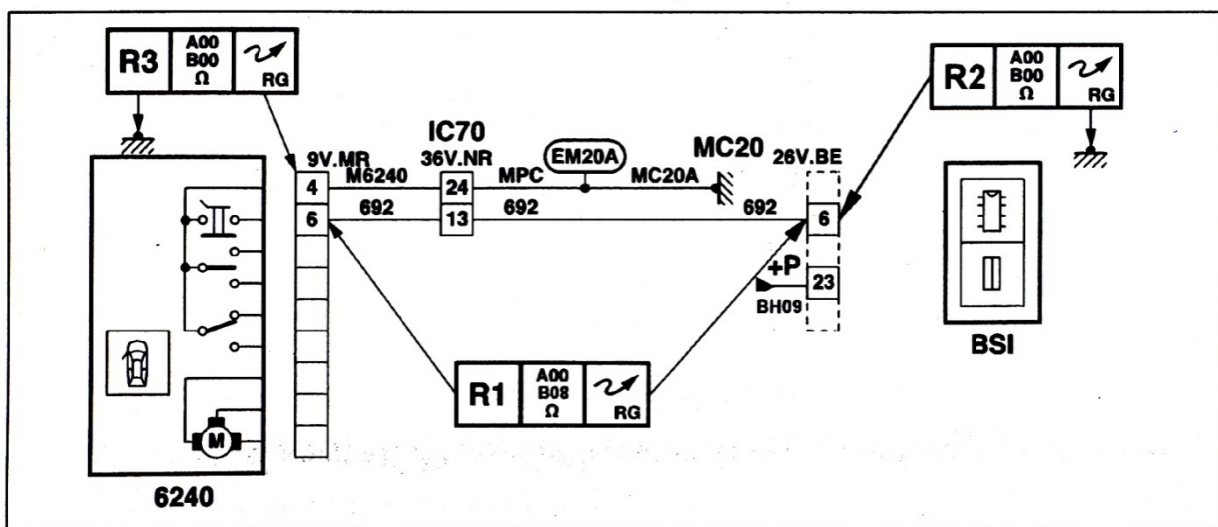 R3
A00
B00
Ω
RG
R2
A00
B00
Ω
RG
IC70
9V.MR
36V.NR
EM20A
MC20
26V.BE
4
M6240
24
MPC
MC20A
6
692
13
692
692
6
+P
23
BH09
BSI
R1
A00
B08
Ω
RG
M
6240